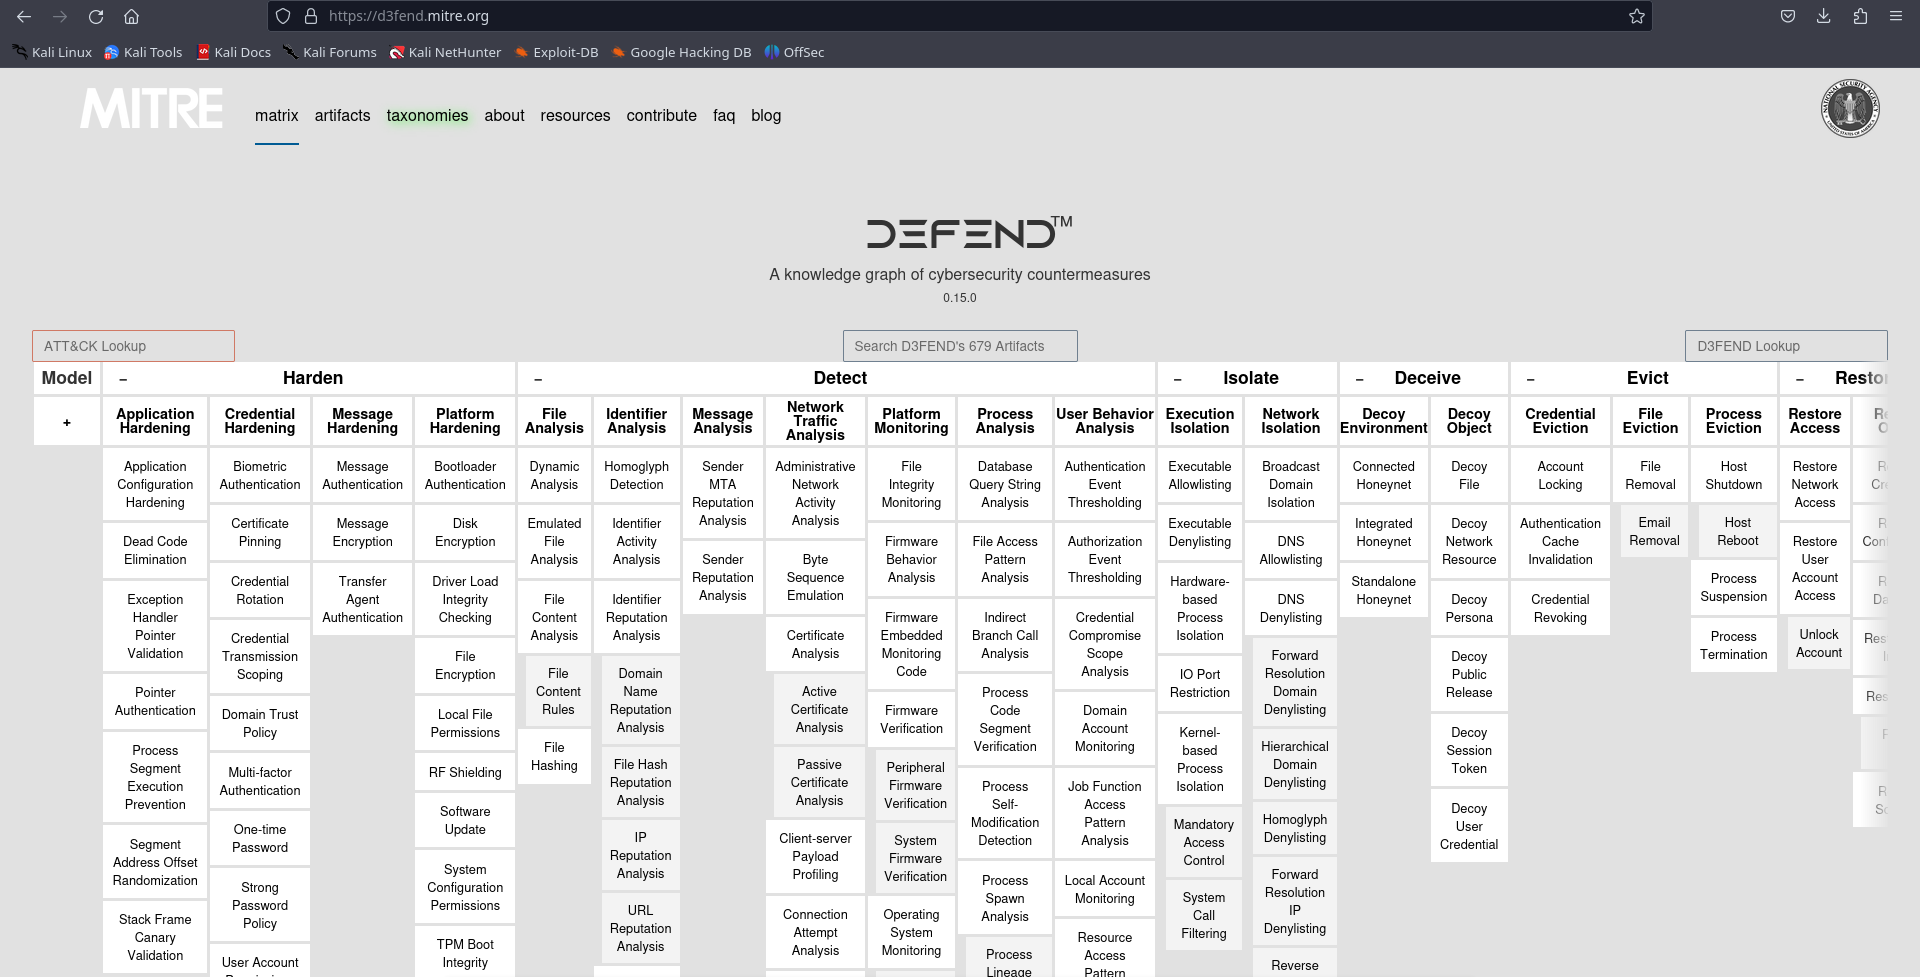 https://d3fend.mitre.org
Kali Linux Kali Tools Kali Docs Kali Forums Kali NetHunter Exploit-DB Google Hacking DB OffSec
MITRE
matrix artifacts taxonomies about resources contribute faq blog
DEFEND™
A knowledge graph of cybersecurity countermeasures
0.15.0
ATT&CK Lookup
Search D3FEND's 679 Artifacts
D3FEND Lookup
Model
+
– Harden
Application
Hardening
Application
Configuration
Hardening
Dead Code
Elimination
Exception
Handler
Pointer
Validation
Pointer
Authentication
Process
Segment
Execution
Prevention
Segment
Address Offset
Randomization
Stack Frame
Canary
Validation
Credential
Hardening
Biometric
Authentication
Certificate
Pinning
Credential
Rotation
Credential
Transmission
Scoping
Domain Trust
Policy
Multi-factor
Authentication
One-time
Password
Strong
Password
Policy
User Account
Message
Hardening
Message
Authentication
Message
Encryption
Transfer
Agent
Authentication
Platform
Hardening
Bootloader
Authentication
Disk
Encryption
Driver Load
Integrity
Checking
File
Encryption
Local File
Permissions
RF Shielding
Software
Update
System
Configuration
Permissions
TPM Boot
Integrity
– Detect
File
Analysis
Dynamic
Analysis
Emulated
File
Analysis
File
Content
Analysis
File
Content
Rules
File
Hashing
Identifier
Analysis
Homoglyph
Detection
Identifier
Activity
Analysis
Identifier
Reputation
Analysis
Domain
Name
Reputation
Analysis
File Hash
Reputation
Analysis
IP
Reputation
Analysis
URL
Reputation
Analysis
Message
Analysis
Sender
MTA
Reputation
Analysis
Sender
Reputation
Analysis
Network
Traffic
Analysis
Administrative
Network
Activity
Analysis
Byte
Sequence
Emulation
Certificate
Analysis
Active
Certificate
Analysis
Passive
Certificate
Analysis
Client-server
Payload
Profiling
Connection
Attempt
Analysis
Platform
Monitoring
File
Integrity
Monitoring
Firmware
Behavior
Analysis
Firmware
Embedded
Monitoring
Code
Firmware
Verification
Peripheral
Firmware
Verification
System
Firmware
Verification
Operating
System
Monitoring
Process
Analysis
Database
Query String
Analysis
File Access
Pattern
Analysis
Indirect
Branch Call
Analysis
Process
Code
Segment
Verification
Process
Self-
Modification
Detection
Process
Spawn
Analysis
Process
Lineage
User Behavior
Analysis
Authentication
Event
Thresholding
Authorization
Event
Thresholding
Credential
Compromise
Scope
Analysis
Domain
Account
Monitoring
Job Function
Access
Pattern
Analysis
Local Account
Monitoring
Resource
Access
Pattern
– Isolate
Execution
Isolation
Executable
Allowlisting
Executable
Denylisting
Hardware-
based
Process
Isolation
IO Port
Restriction
Kernel-
based
Process
Isolation
Mandatory
Access
Control
System
Call
Filtering
Network
Isolation
Broadcast
Domain
Isolation
DNS
Allowlisting
DNS
Denylisting
Forward
Resolution
Domain
Denylisting
Hierarchical
Domain
Denylisting
Homoglyph
Denylisting
Forward
Resolution
IP
Denylisting
Reverse
– Deceive
Decoy
Environment
Connected
Honeynet
Integrated
Honeynet
Standalone
Honeynet
Decoy
Object
Decoy
File
Decoy
Network
Resource
Decoy
Persona
Decoy
Public
Release
Decoy
Session
Token
Decoy
User
Credential
– Evict
Credential
Eviction
Account
Locking
Authentication
Cache
Invalidation
Credential
Revoking
File
Eviction
File
Removal
Email
Removal
Process
Eviction
Host
Shutdown
Host
Reboot
Process
Suspension
Process
Termination
– Restor
Restore
Access
Restore
Network
Access
Restore
User
Account
Access
Unlock
Account